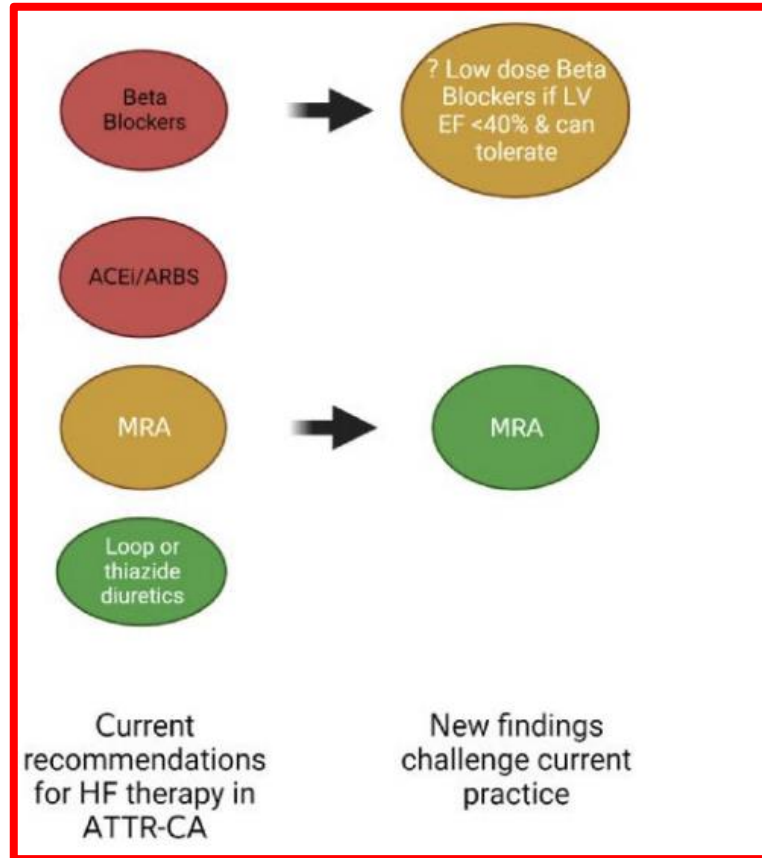 Beta
Blockers
? Low dose Beta
Blockers if LV
EF <40% & can
tolerate
ACEi/ARBS
MRA
MRA
Loop or
thiazide
diuretics
Current
recommendations
for HF therapy in
ATTR-CA
New findings
challenge current
practice